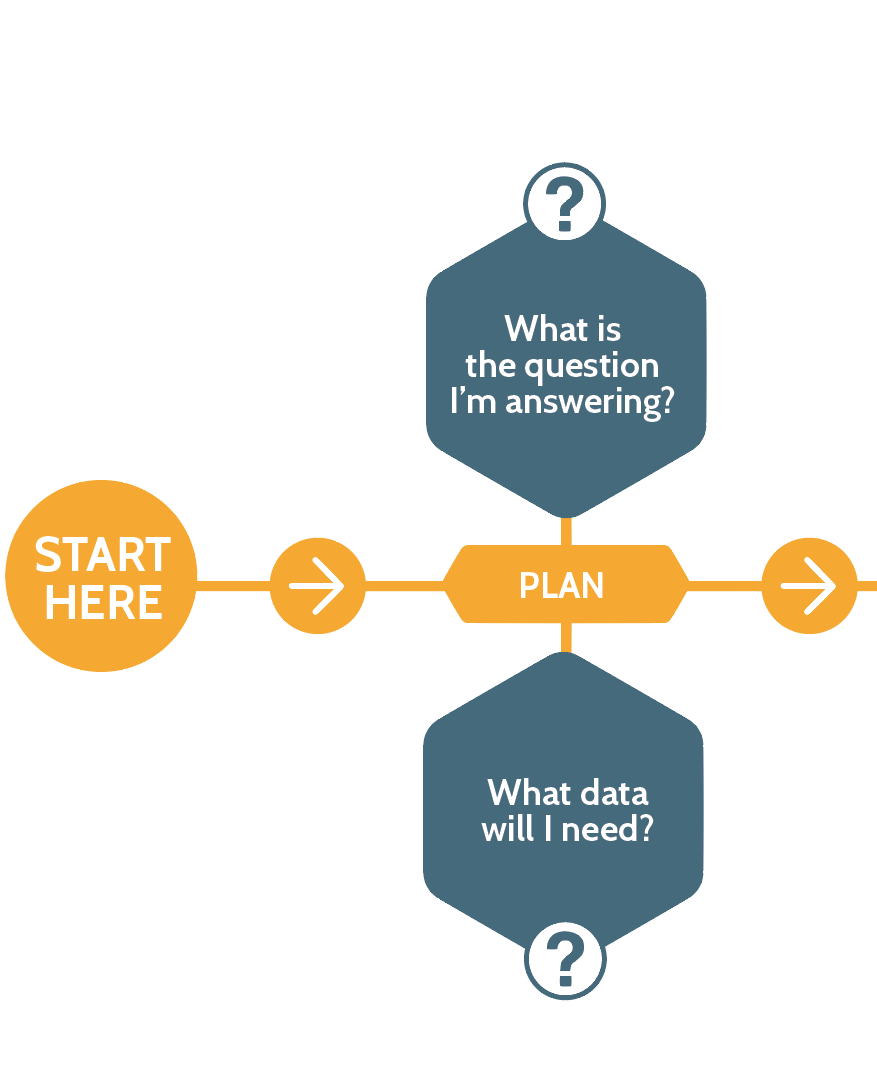 ?
What is
the question
I'm answering?
START
HERE
PLAN
What data
will I need?
?